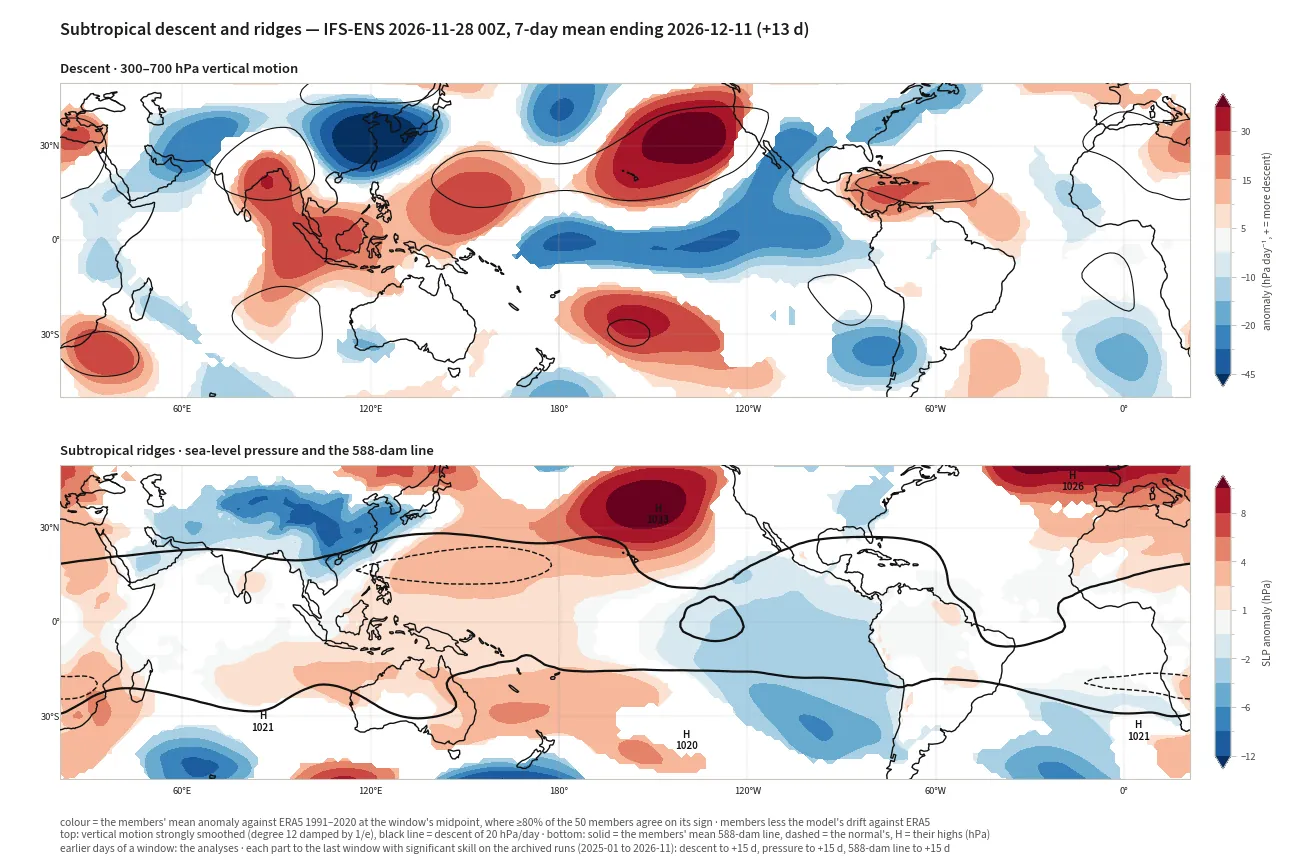 Subtropical descent and ridges — IFS-ENS 2026-11-28 00Z, 7-day mean ending 2026-12-11 (+13 d)
Descent · 300–700 hPa vertical motion
30°N
0°
30°S
60°E
120°E
180°
120°W
60°W
0°
30
15
5
−10
−20
−45
anomaly (hPa day⁻¹, + = more descent)
Subtropical ridges · sea-level pressure and the 588-dam line
H
1026
H
1033
H
1021
H
1020
H
1021
30°N
0°
30°S
60°E
120°E
180°
120°W
60°W
0°
8
4
1
−2
−6
−12
SLP anomaly (hPa)
colour = the members' mean anomaly against ERA5 1991–2020 at the window's midpoint, where ≥80% of the 50 members agree on its sign · members less the model's drift against ERA5
top: vertical motion strongly smoothed (degree 12 damped by 1/e), black line = descent of 20 hPa/day · bottom: solid = the members' mean 588-dam line, dashed = the normal's, H = their highs (hPa)
earlier days of a window: the analyses · each part to the last window with significant skill on the archived runs (2025-01 to 2026-11): descent to +15 d, pressure to +15 d, 588-dam line to +15 d